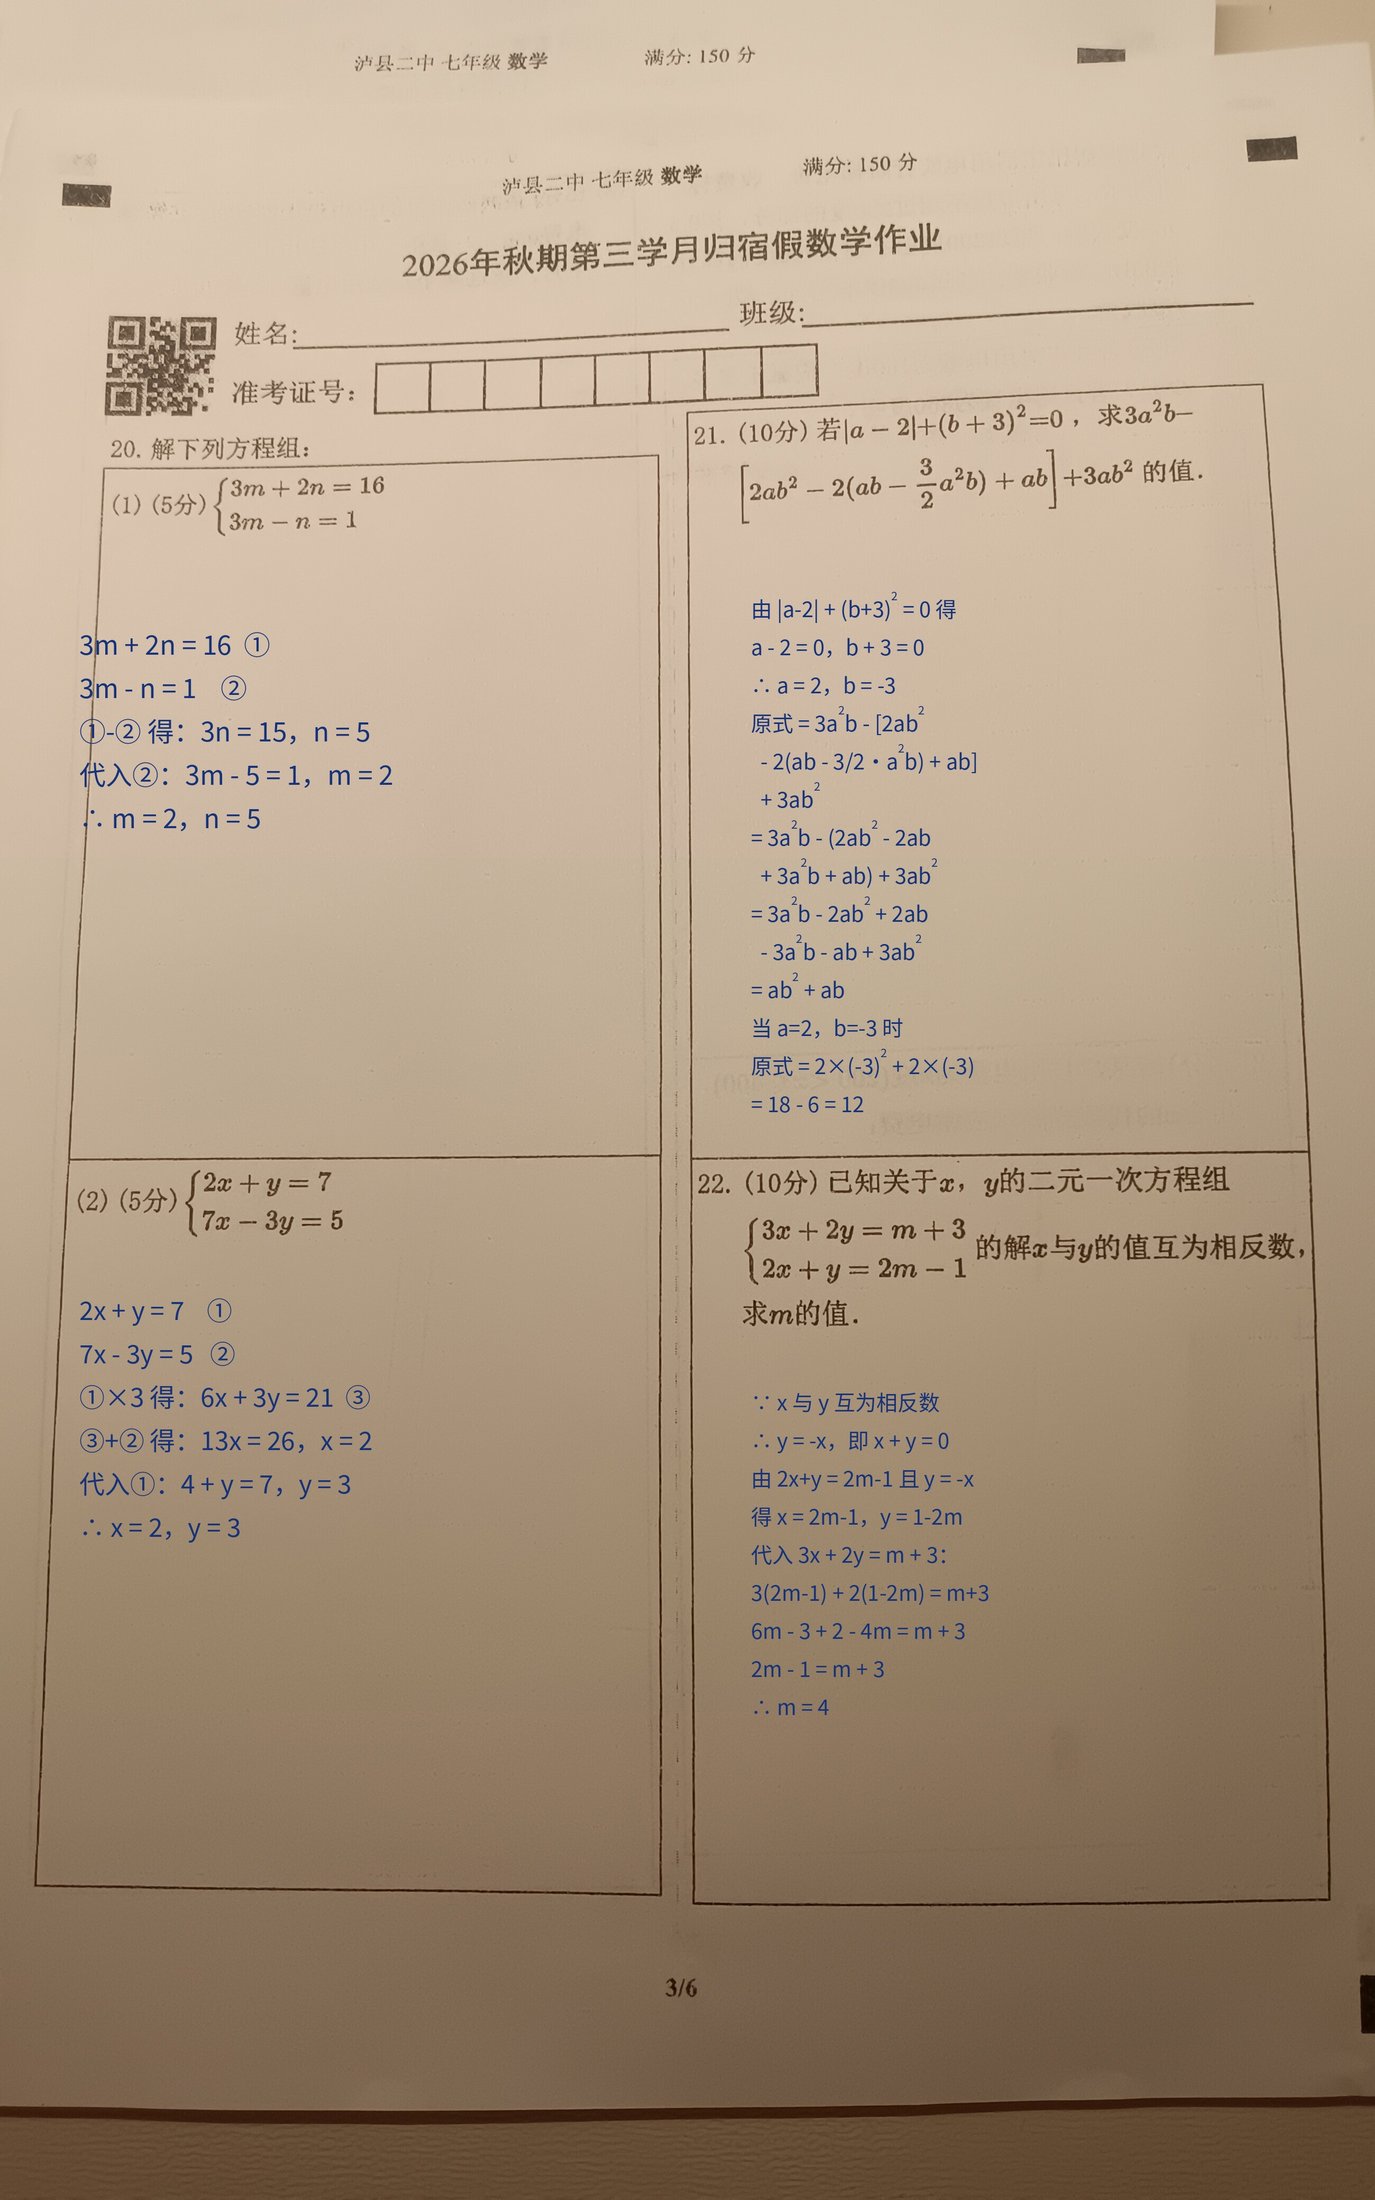 泸县二中 七年级 数学 满分: 150 分
泸县二中 七年级 数学 满分: 150 分
2026年秋期第三学月归宿假数学作业
姓名: 班级:
准考证号:
20. 解下列方程组:
(1) (5分) {3m + 2n = 16
3m − n = 1
3m + 2n = 16 ①
3m - n = 1 ②
①-② 得：3n = 15，n = 5
代入②：3m - 5 = 1，m = 2
∴ m = 2，n = 5
(2) (5分) {2x + y = 7
7x − 3y = 5
2x + y = 7 ①
7x - 3y = 5 ②
①×3 得：6x + 3y = 21 ③
③+② 得：13x = 26，x = 2
代入①：4 + y = 7，y = 3
∴ x = 2，y = 3
21. (10分) 若|a − 2|+(b + 3)²=0 ，求3a²b−
[2ab² − 2(ab − 3/2 a²b) + ab]+3ab² 的值.
由 |a-2| + (b+3)² = 0 得
a - 2 = 0，b + 3 = 0
∴ a = 2，b = -3
原式 = 3a²b - [2ab²
- 2(ab - 3/2・a²b) + ab]
+ 3ab²
= 3a²b - (2ab² - 2ab
+ 3a²b + ab) + 3ab²
= 3a²b - 2ab² + 2ab
- 3a²b - ab + 3ab²
= ab² + ab
当 a=2，b=-3 时
原式 = 2×(-3)² + 2×(-3)
= 18 - 6 = 12
22. (10分) 已知关于x，y的二元一次方程组
{3x + 2y = m + 3
2x + y = 2m − 1 的解x与y的值互为相反数，
求m的值.
∵ x 与 y 互为相反数
∴ y = -x，即 x + y = 0
由 2x+y = 2m-1 且 y = -x
得 x = 2m-1，y = 1-2m
代入 3x + 2y = m + 3：
3(2m-1) + 2(1-2m) = m+3
6m - 3 + 2 - 4m = m + 3
2m - 1 = m + 3
∴ m = 4
3/6